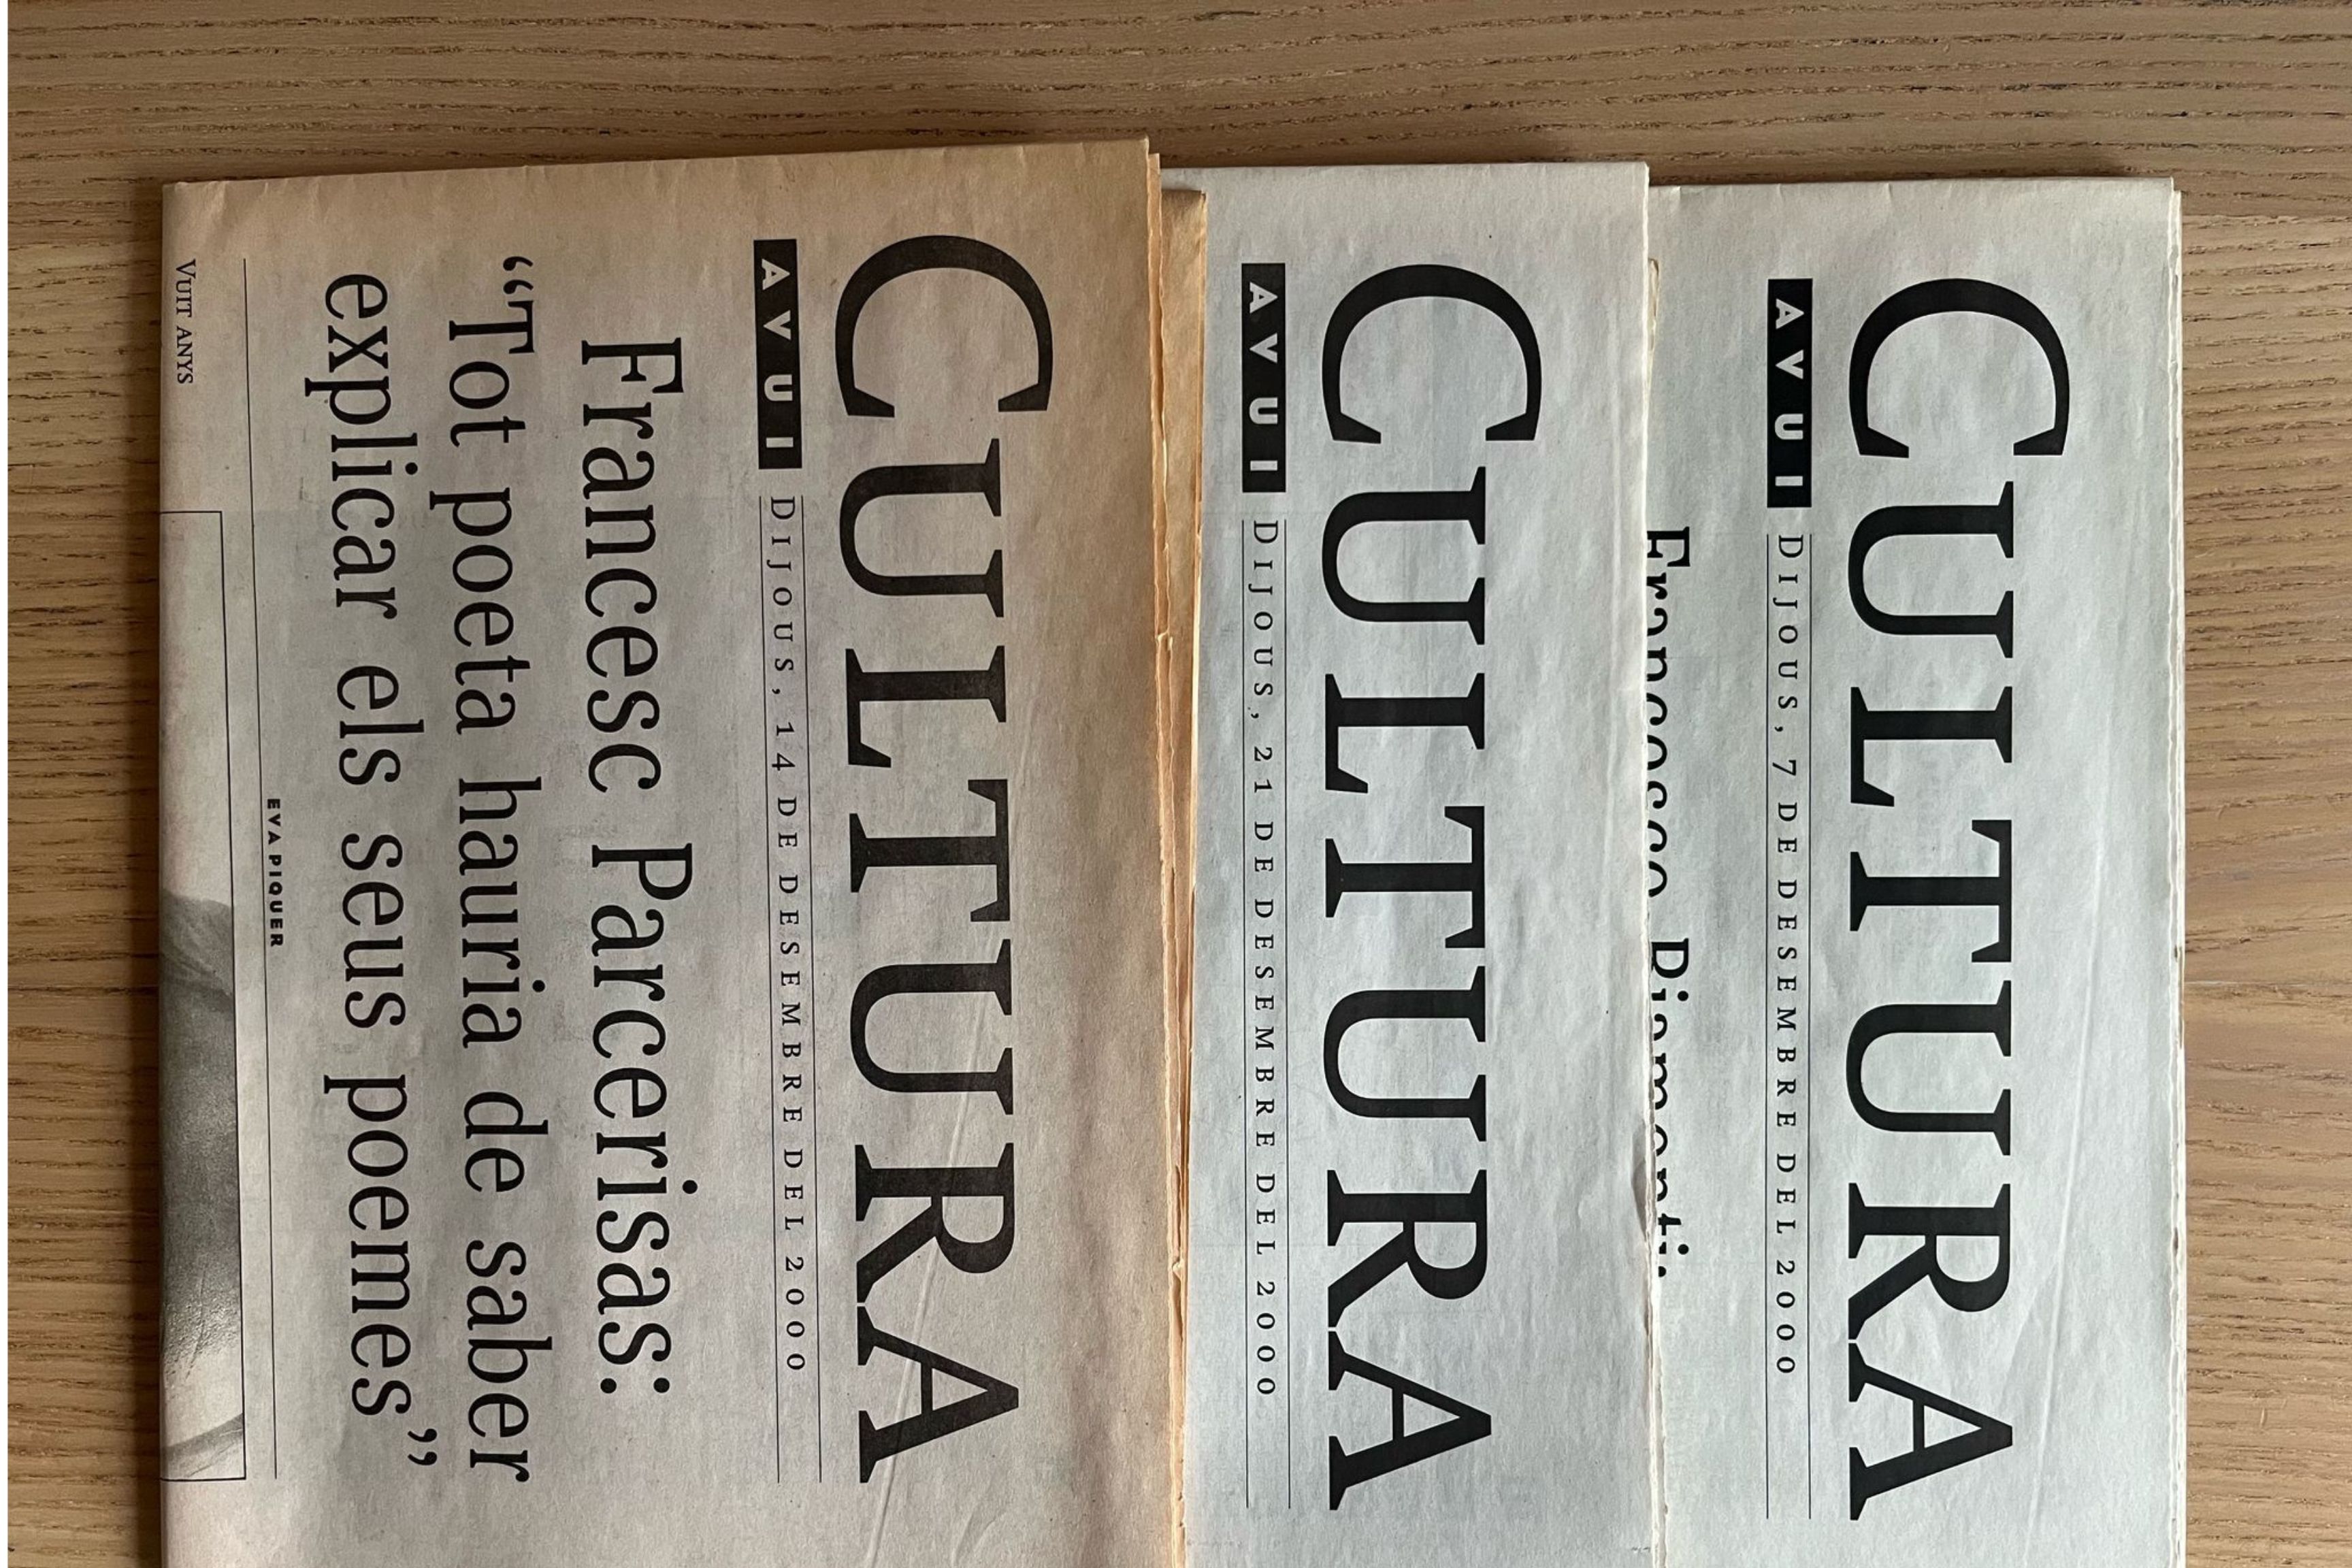 CULTURA
AVUI DIJOUS, 7 DE DESEMBRE DEL 2000
Francesco
CULTURA
AVUI DIJOUS, 21 DE DESEMBRE DEL 2000
CULTURA
AVUI DIJOUS, 14 DE DESEMBRE DEL 2000
Francesc Parcerisas:
“Tot poeta hauria de saber
explicar els seus poemes”
EVA PIQUER
VUIT ANYS